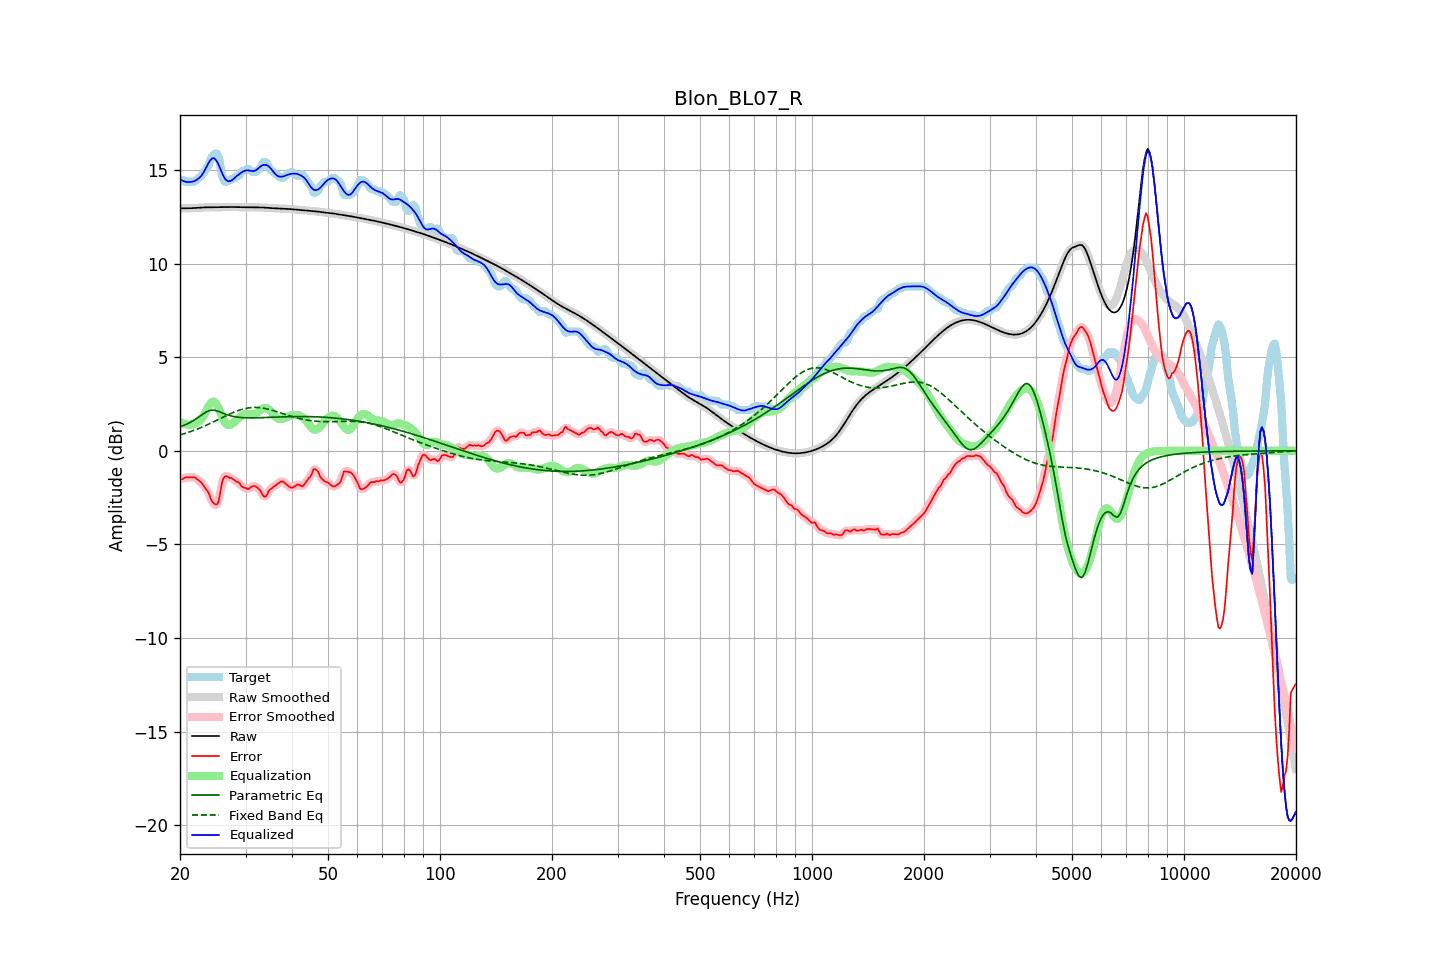 Blon_BL07_R
15
10
5
0
−5
−10
−15
−20
Amplitude (dBr)
Target
Raw Smoothed
Error Smoothed
Raw
Error
Equalization
Parametric Eq
Fixed Band Eq
Equalized
20 50 100 200 500 1000 2000 5000 10000 20000
Frequency (Hz)